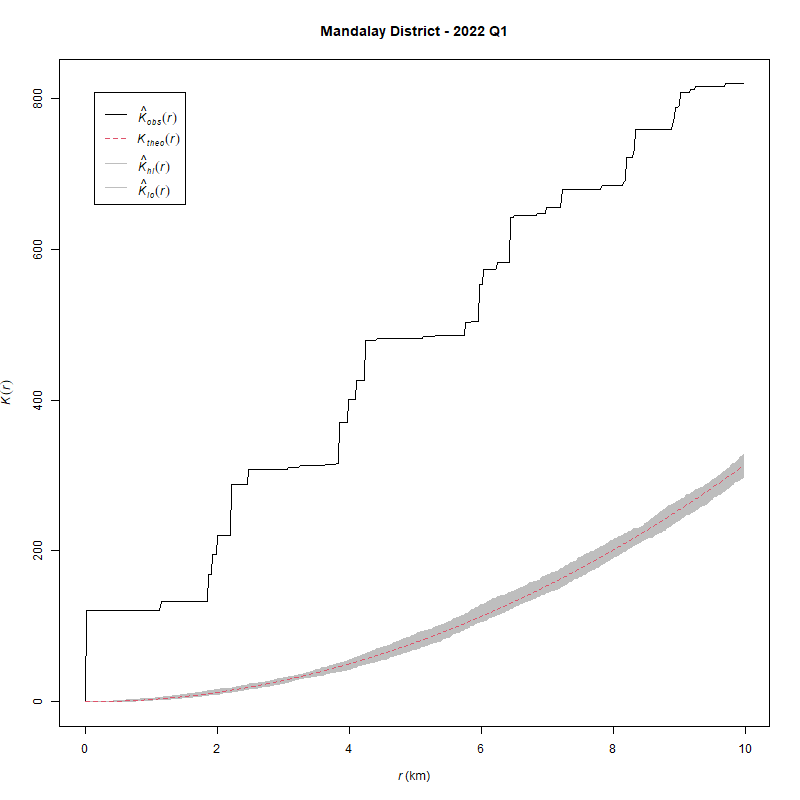 Mandalay District - 2022 Q1
K̂obs(r)
Ktheo(r)
K̂hi(r)
K̂lo(r)
K(r)
800
600
400
200
0
0 2 4 6 8 10
r (km)